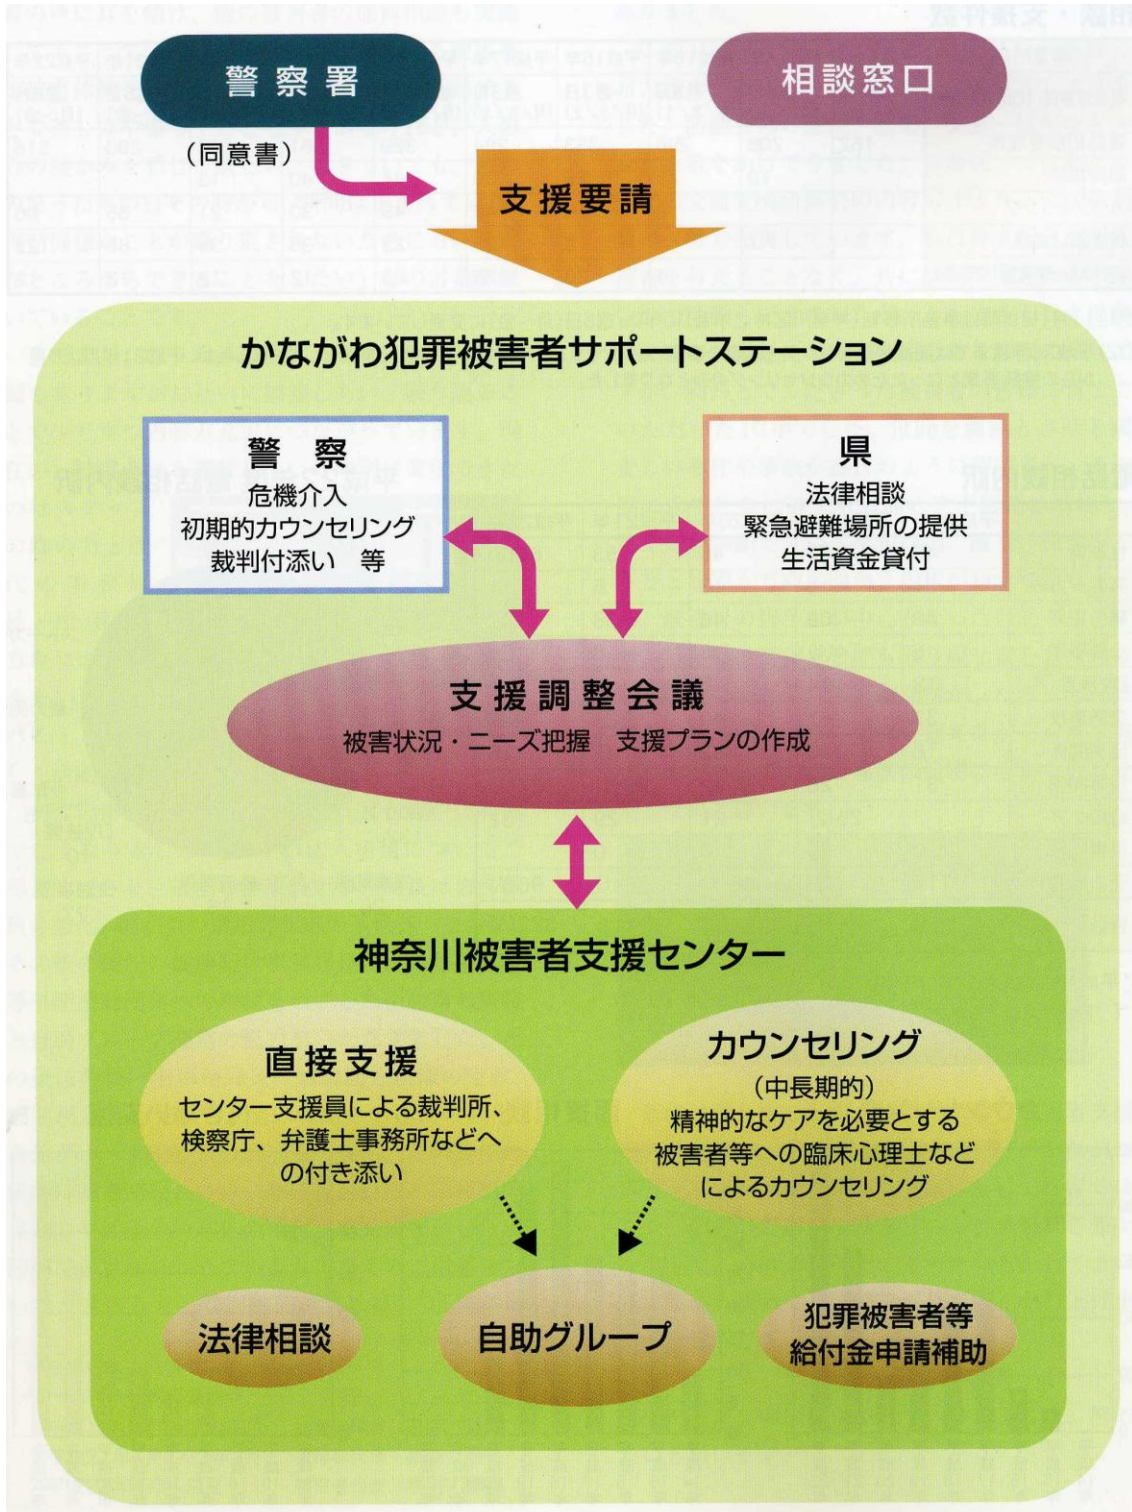 警察署
相談窓口
(同意書)
支援要請
かながわ犯罪被害者サポートステーション
警 察
危機介入
初期的カウンセリング
裁判付添い 等
県
法律相談
緊急避難場所の提供
生活資金貸付
支援調整会議
被害状況・ニーズ把握 支援プランの作成
神奈川被害者支援センター
直接支援
センター支援員による裁判所、
検察庁、弁護士事務所などへ
の付き添い
カウンセリング
(中長期的)
精神的なケアを必要とする
被害者等への臨床心理士など
によるカウンセリング
法律相談
自助グループ
犯罪被害者等
給付金申請補助